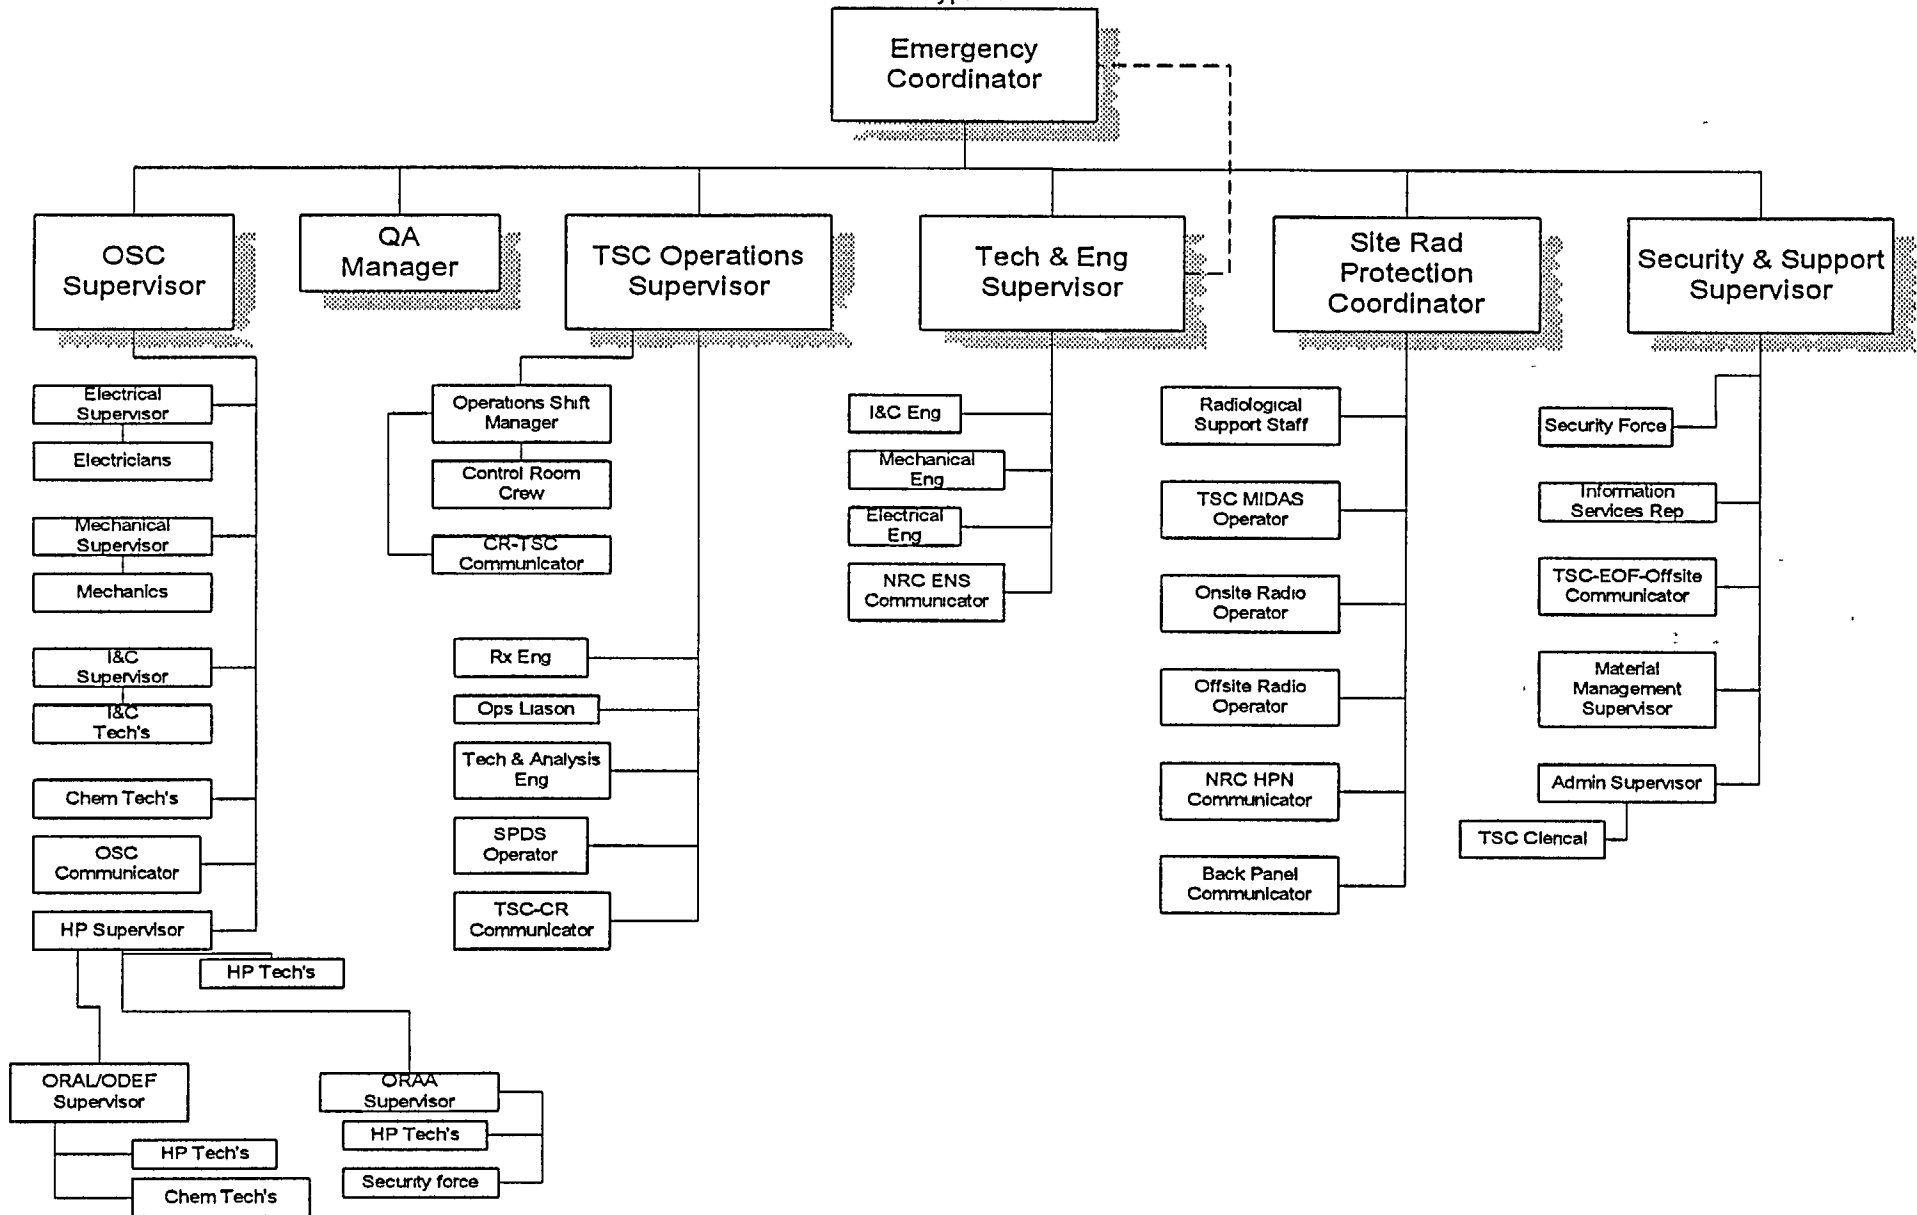 Emergency
Coordinator
OSC
Supervisor
QA
Manager
TSC Operations
Supervisor
Tech & Eng
Supervisor
Site Rad
Protection
Coordinator
Security & Support
Supervisor
Electrical
Supervisor
Electricians
Mechanical
Supervisor
Mechanics
I&C
Supervisor
I&C
Tech's
Chem Tech's
OSC
Communicator
HP Supervisor
HP Tech's
ORAL/ODEF
Supervisor
HP Tech's
Chem Tech's
ORAA
Supervisor
HP Tech's
Security force
Operations Shift
Manager
Control Room
Crew
CR-TSC
Communicator
Rx Eng
Ops Liason
Tech & Analysis
Eng
SPDS
Operator
TSC-CR
Communicator
I&C Eng
Mechanical
Eng
Electrical
Eng
NRC ENS
Communicator
Radiological
Support Staff
TSC MIDAS
Operator
Onsite Radio
Operator
Offsite Radio
Operator
NRC HPN
Communicator
Back Panel
Communicator
Security Force
Information
Services Rep
TSC-EOF-Offsite
Communicator
Material
Management
Supervisor
Admin Supervisor
TSC Clerical